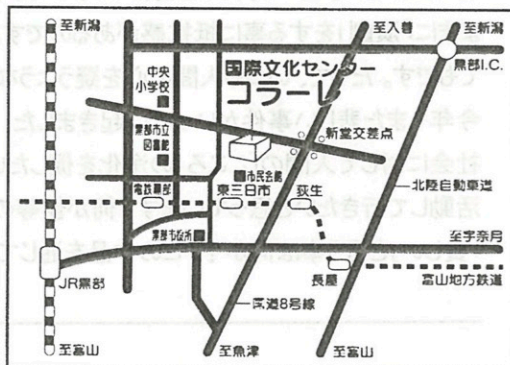 至新潟
至入善
至新潟
黒部I.C.
中央
小学校
国際文化センター
コラーレ
黒部市立
図書館
新堂交差点
市民会館
電鉄黒部
東三日市
荻生
北陸自動車道
黒部市役所
至宇奈月
JR黒部
長屋
富山地方鉄道
国道8号線
至富山
至魚津
至富山